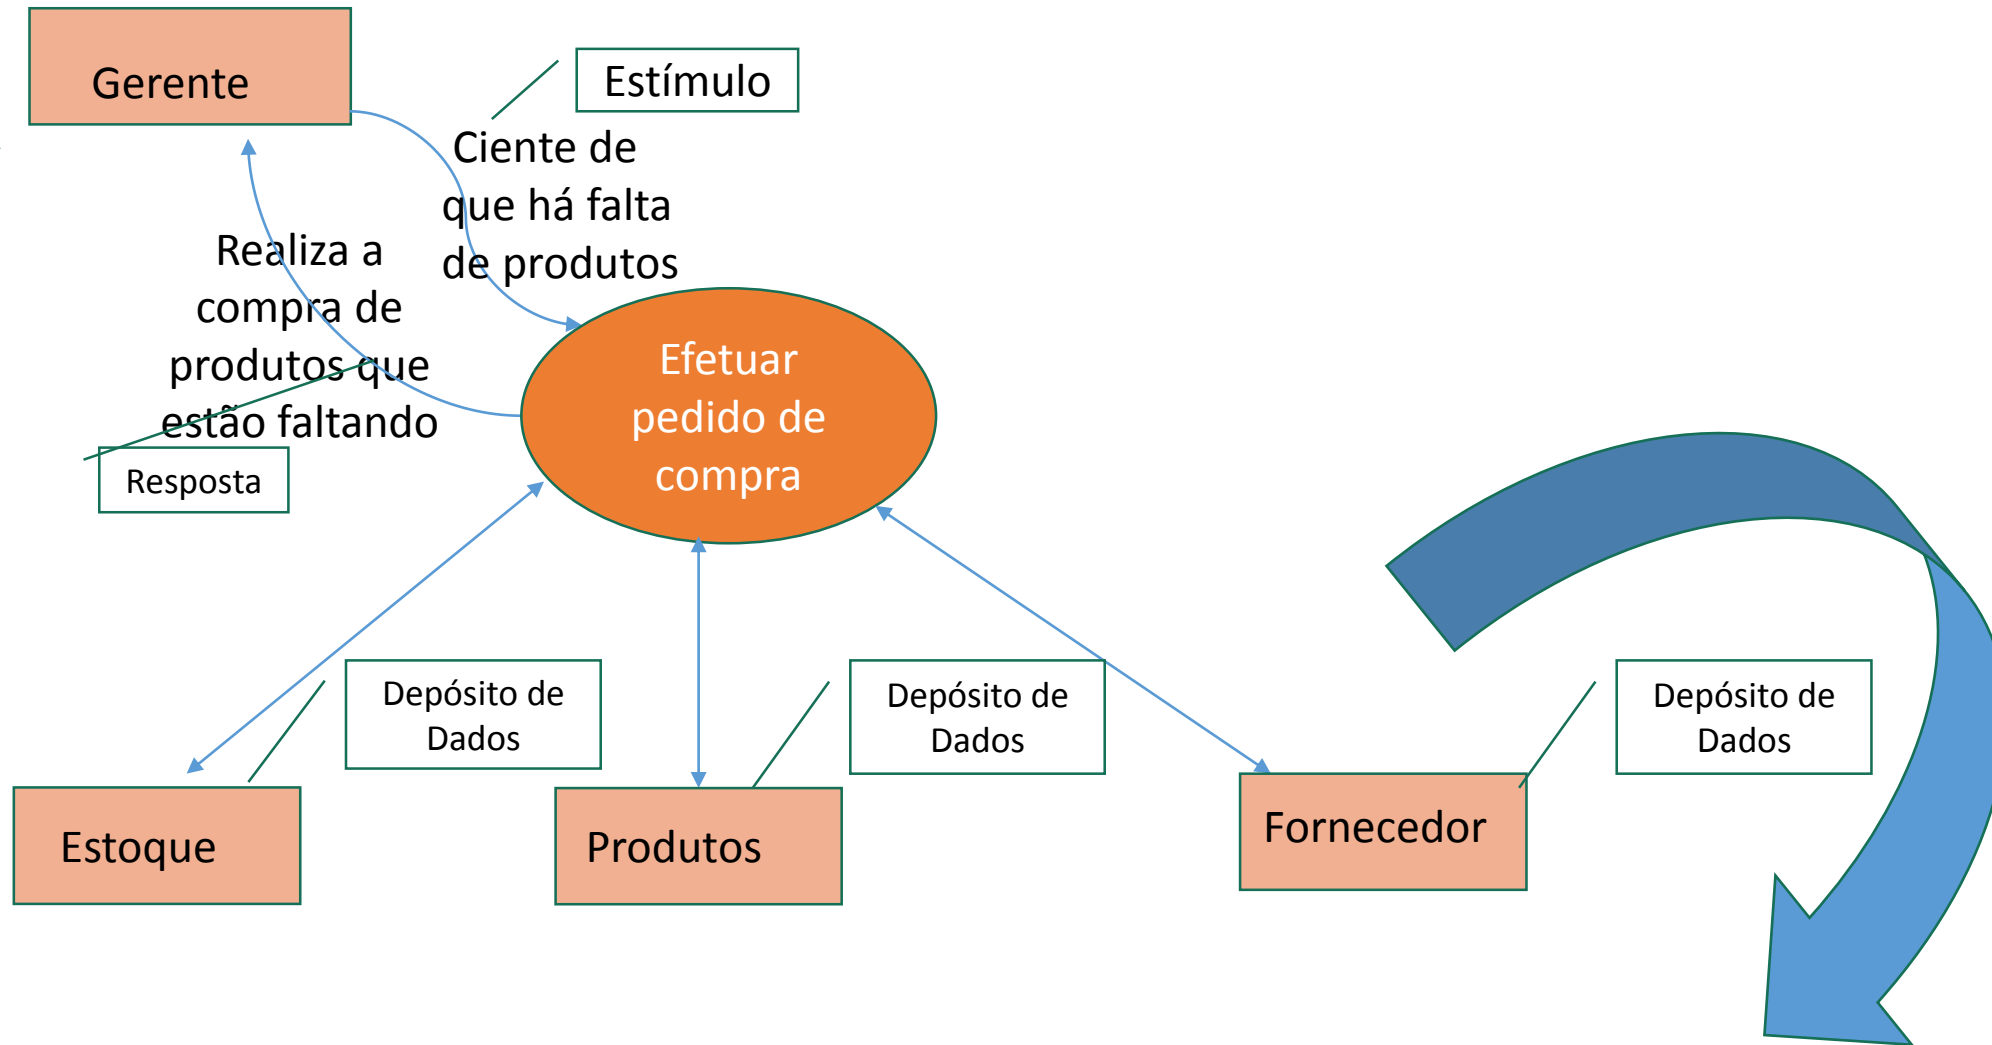 Gerente
Estímulo
Ciente de
que há falta
de produtos
Realiza a
compra de
produtos que
estão faltando
Resposta
Efetuar
pedido de
compra
Depósito de
Dados
Depósito de
Dados
Depósito de
Dados
Estoque
Produtos
Fornecedor